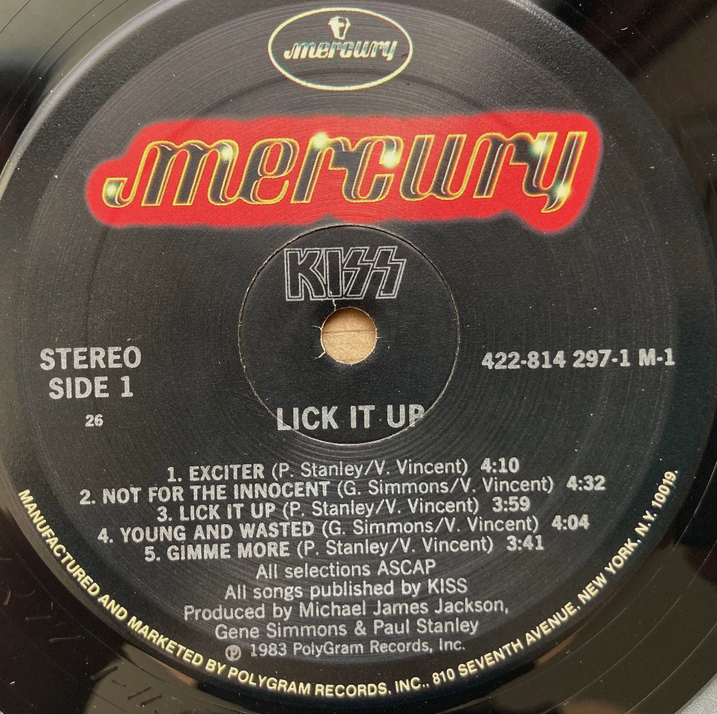 mercury
mercury
KISS
STEREO
SIDE 1
422-814 297-1 M-1
26
LICK IT UP
1. EXCITER (P. Stanley/V. Vincent) 4:10
2. NOT FOR THE INNOCENT (G. Simmons/V. Vincent) 4:32
3. LICK IT UP (P. Stanley/V. Vincent) 3:59
4. YOUNG AND WASTED (G. Simmons/V. Vincent) 4:04
5. GIMME MORE (P. Stanley/V. Vincent) 3:41
All selections ASCAP
All songs published by KISS
Produced by Michael James Jackson,
Gene Simmons & Paul Stanley
℗ 1983 PolyGram Records, Inc.
MANUFACTURED AND MARKETED BY POLYGRAM RECORDS, INC., 810 SEVENTH AVENUE, NEW YORK, N.Y. 10019.